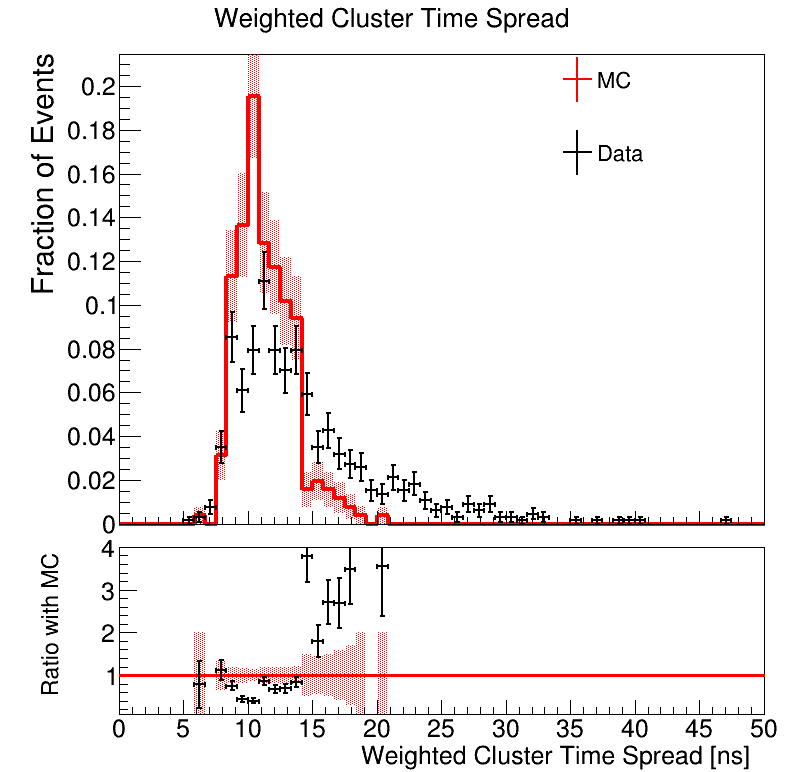 Weighted Cluster Time Spread
Fraction of Events
0.2
0.18
0.16
0.14
0.12
0.1
0.08
0.06
0.04
0.02
0
MC
Data
Ratio with MC
4
3
2
1
0 5 10 15 20 25 30 35 40 45 50
Weighted Cluster Time Spread [ns]